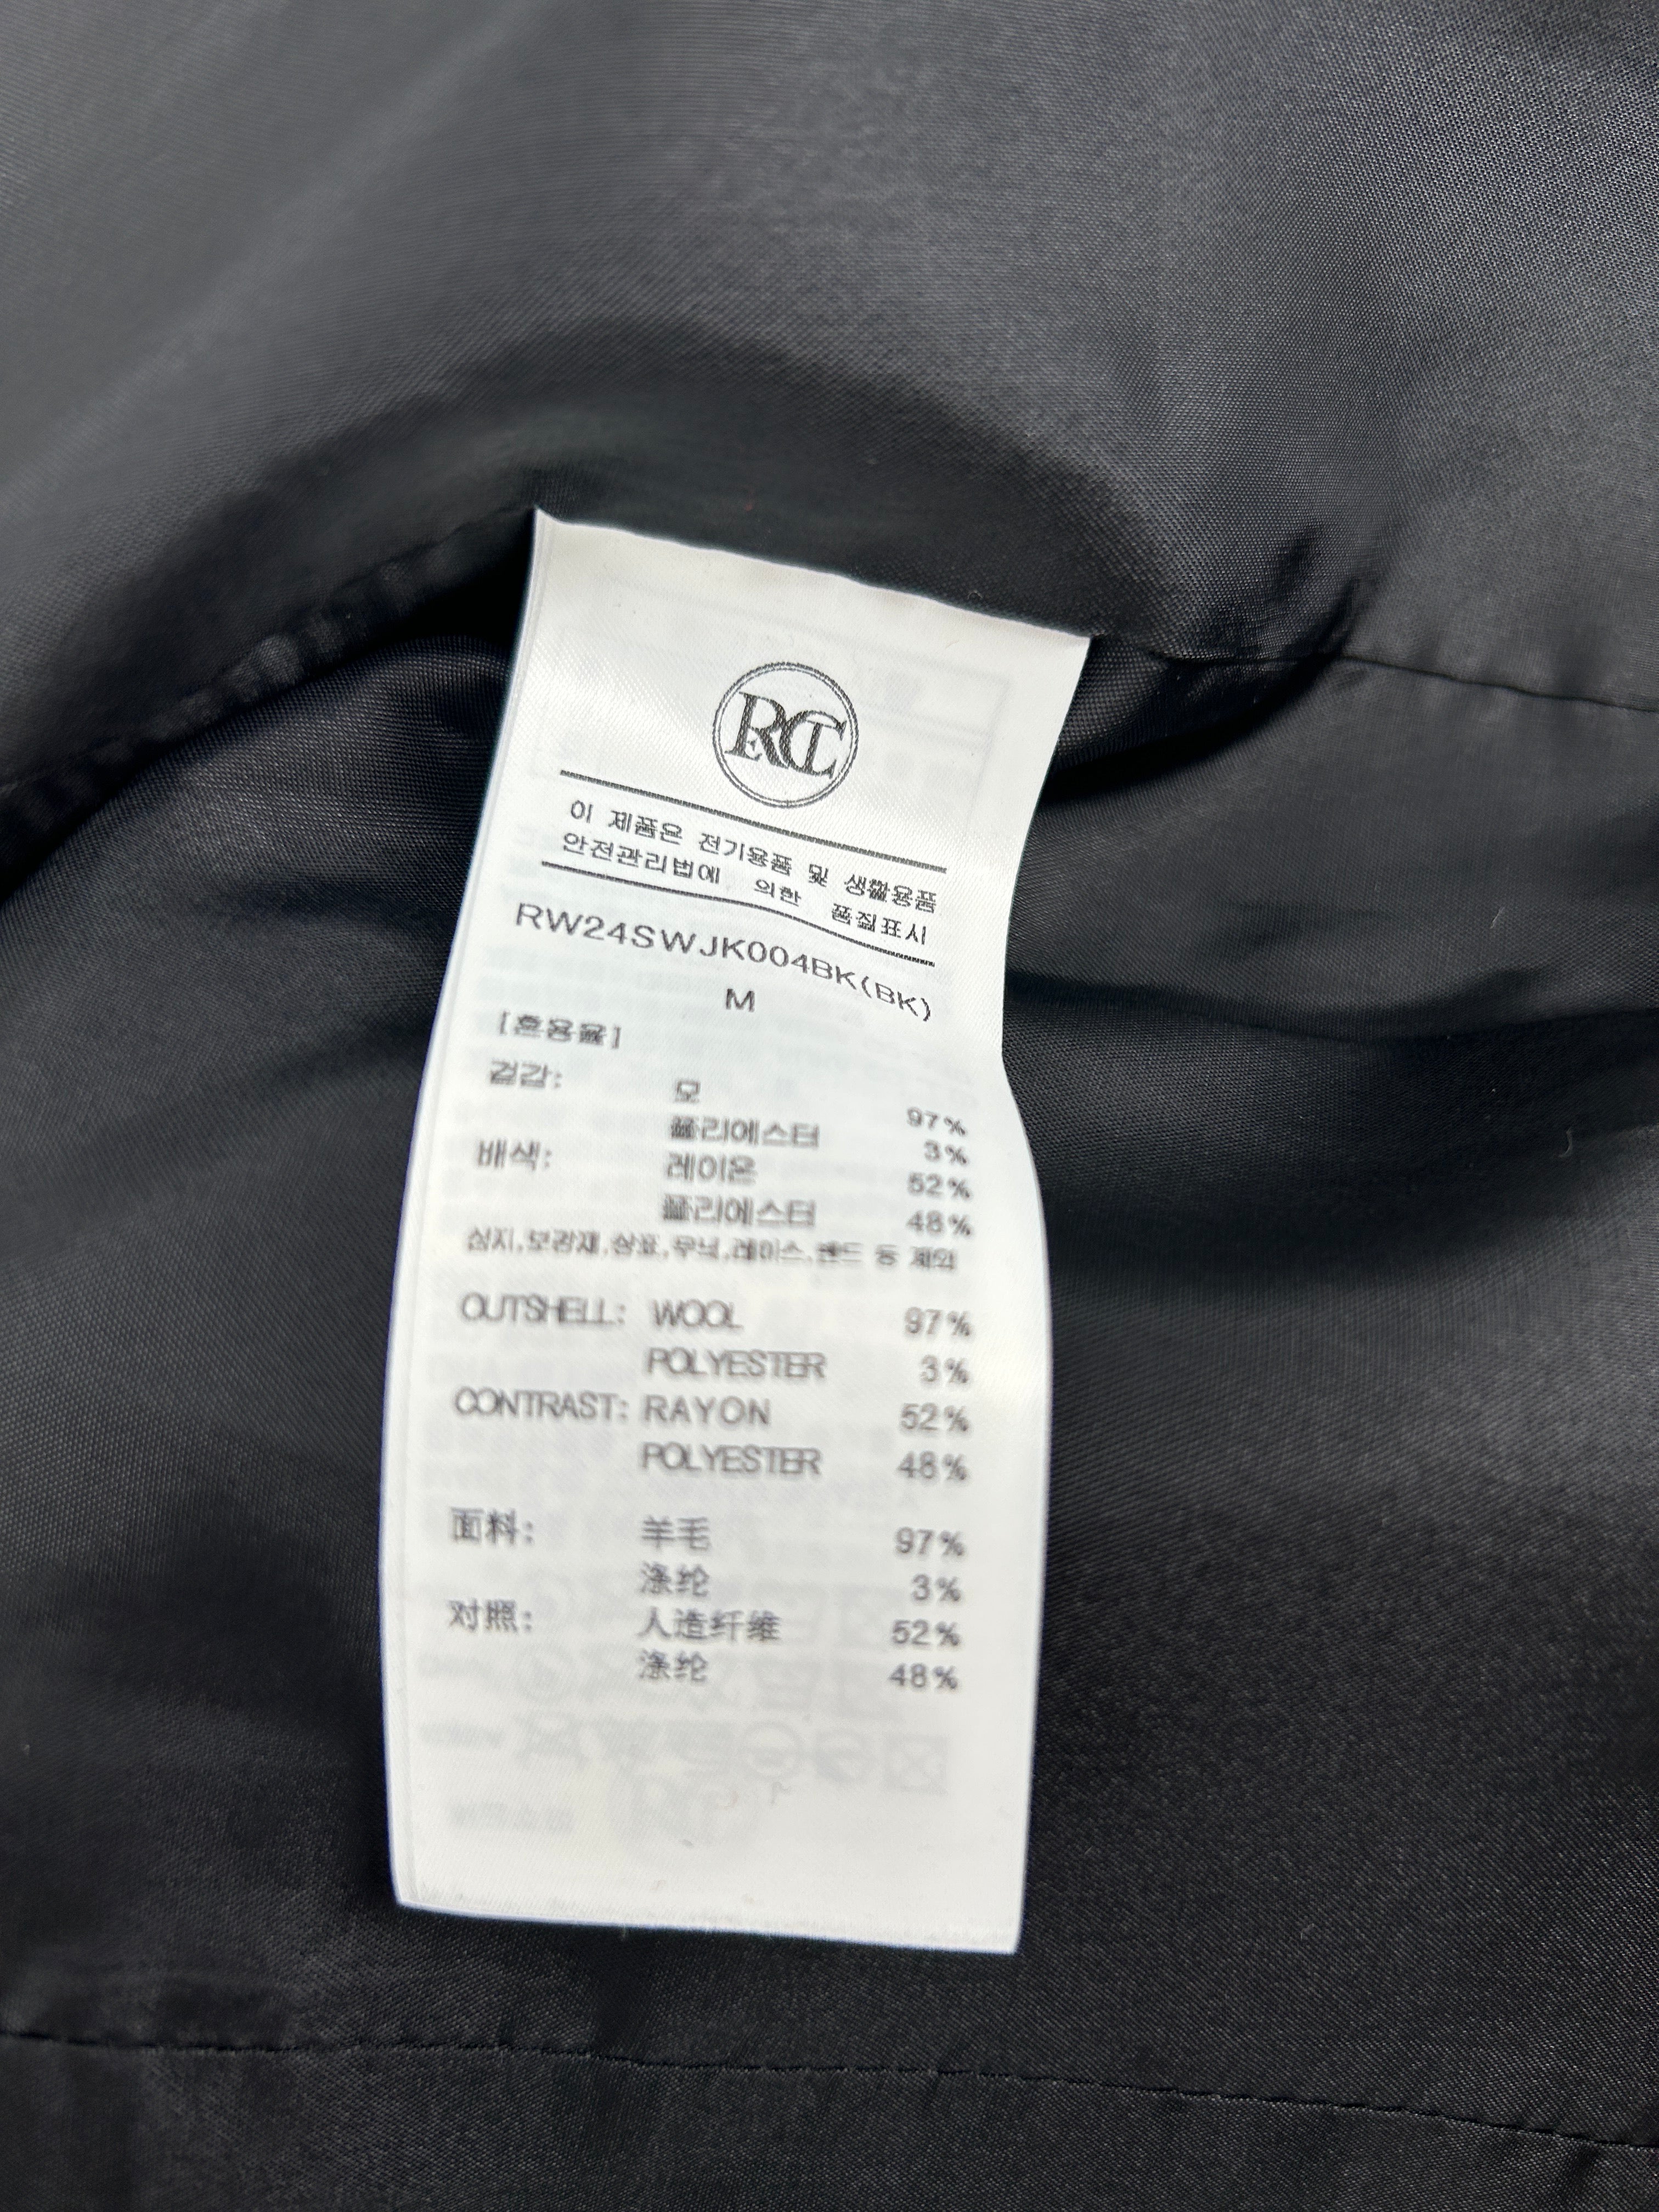 RCT
이 제품은 전기용품 및 생활용품
안전관리법에 의한 품질표시
RW24SWJK004BK(BK)
M
[혼용율]
겉감: 모 97%
폴리에스터 3%
배색: 레이온 52%
폴리에스터 48%
심지,보강재,상표,무늬,레이스,밴드 등 제외
OUTSHELL: WOOL 97%
POLYESTER 3%
CONTRAST: RAYON 52%
POLYESTER 48%
面料: 羊毛 97%
涤纶 3%
对照: 人造纤维 52%
涤纶 48%